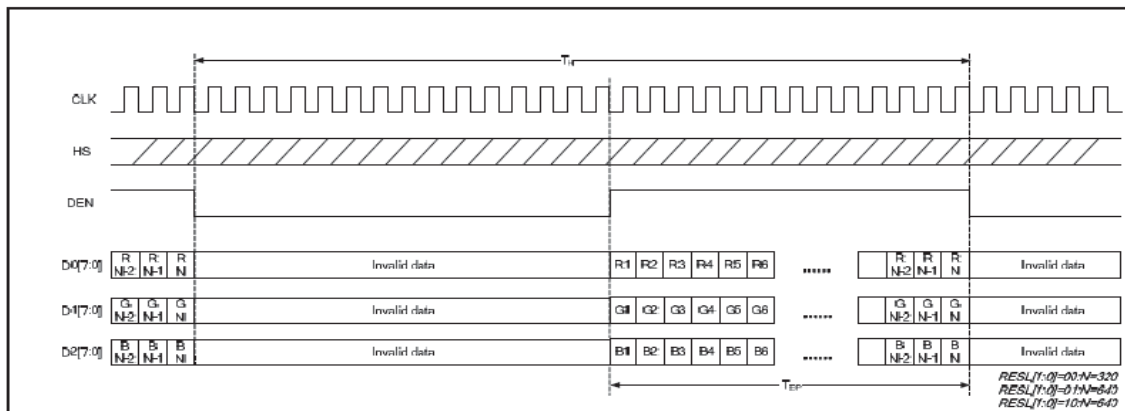 TH
CLK
HS
DEN
D0[7:0] R N-2 R N-1 R N Invalid data R1 R2 R3 R4 R5 R6 ...... R N-2 R N-1 R N Invalid data
D1[7:0] G N-2 G N-1 G N Invalid data G1 G2 G3 G4 G5 G6 ...... G N-2 G N-1 G N Invalid data
D2[7:0] B N-2 B N-1 B N Invalid data B1 B2 B3 B4 B5 B6 ...... B N-2 B N-1 B N Invalid data
TEP
RESL[1:0]=00:N=320
RESL[1:0]=01:N=640
RESL[1:0]=10:N=640